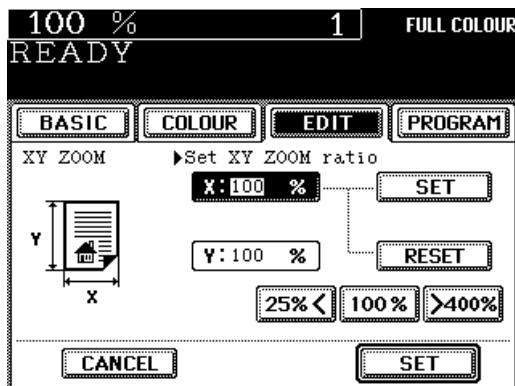 100 % 1 FULL COLOUR
READY
BASIC COLOUR EDIT PROGRAM
XY ZOOM ▶Set XY ZOOM ratio
X:100 % SET
Y
Y:100 % RESET
X
25%< 100% >400%
CANCEL SET